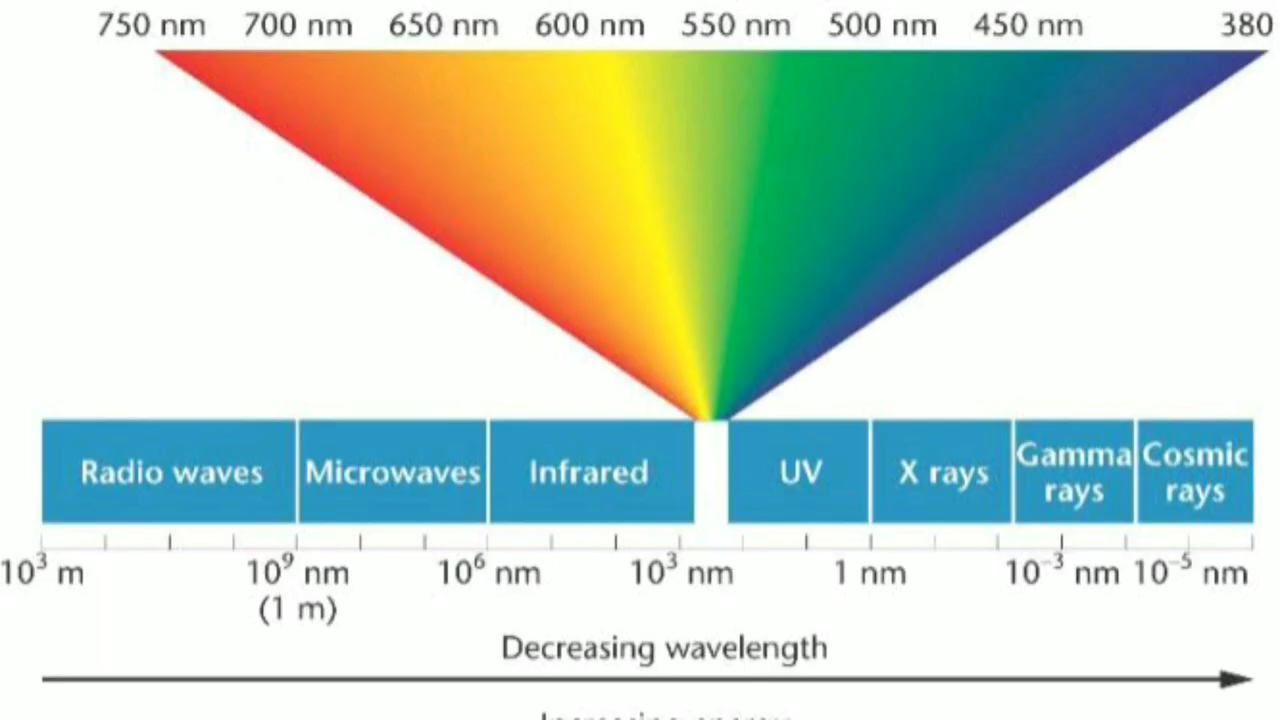 750 nm 700 nm 650 nm 600 nm 550 nm 500 nm 450 nm 380
Radio waves Microwaves Infrared UV X rays Gamma rays Cosmic rays
10³ m 10⁹ nm 10⁶ nm 10³ nm 1 nm 10⁻³ nm 10⁻⁵ nm
(1 m)
Decreasing wavelength